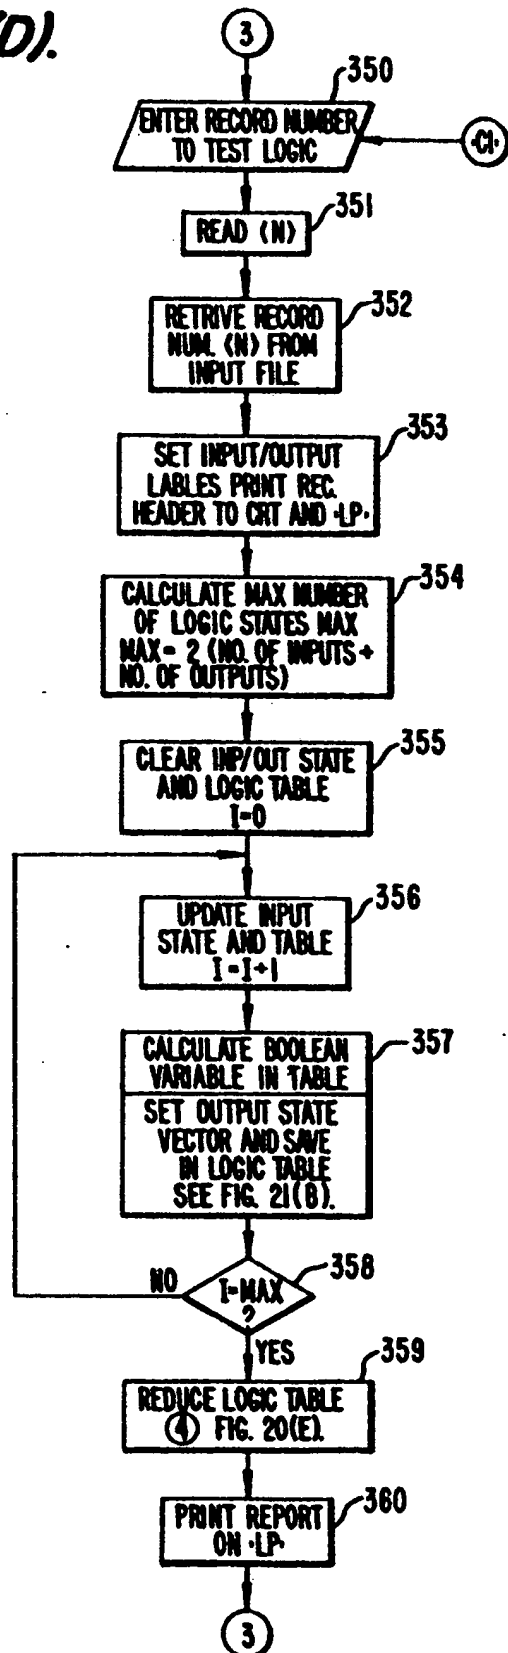 (D).
3
350
ENTER RECORD NUMBER
TO TEST LOGIC
·CI·
351
READ (N)
352
RETRIVE RECORD
NUM. (N) FROM
INPUT FILE
353
SET INPUT/OUTPUT
LABLES PRINT REC.
HEADER TO CRT AND ·LP·
354
CALCULATE MAX NUMBER
OF LOGIC STATES MAX
MAX= 2 (NO. OF INPUTS +
NO. OF OUTPUTS)
355
CLEAR INP/OUT STATE
AND LOGIC TABLE
I=0
356
UPDATE INPUT
STATE AND TABLE
I=I+1
357
CALCULATE BOOLEAN
VARIABLE IN TABLE
SET OUTPUT STATE
VECTOR AND SAVE
IN LOGIC TABLE
SEE FIG. 21(B).
358
NO
I=MAX
?
YES
359
REDUCE LOGIC TABLE
4 FIG. 20(E).
360
PRINT REPORT
ON ·LP·
3